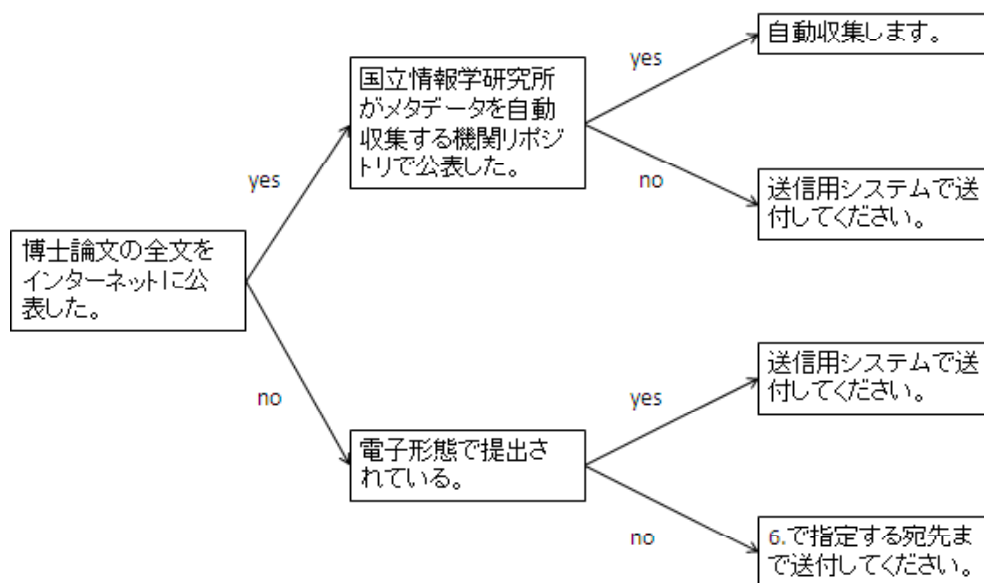 博士論文の全文を
インターネットに公
表した。
yes
国立情報学研究所
がメタデータを自動
収集する機関リポジ
トリで公表した。
yes
自動収集します。
no
送信用システムで送
付してください。
no
電子形態で提出さ
れている。
yes
送信用システムで送
付してください。
no
6.で指定する宛先ま
で送付してください。